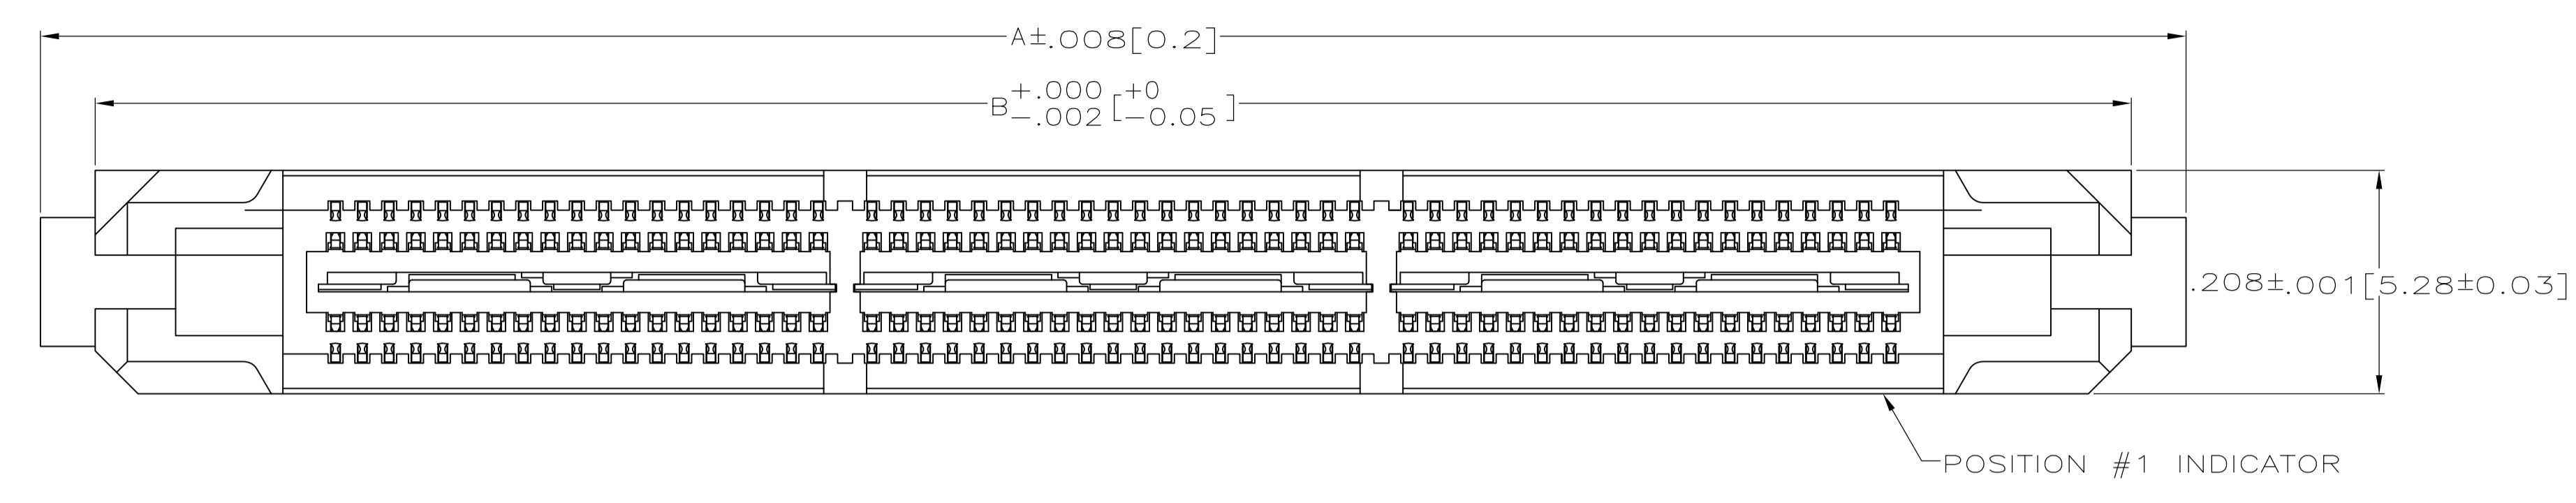 A±.008[0.2]
B +.000 -.002 [ +0 -0.05 ]
.208±.001[5.28±0.03]
POSITION #1 INDICATOR